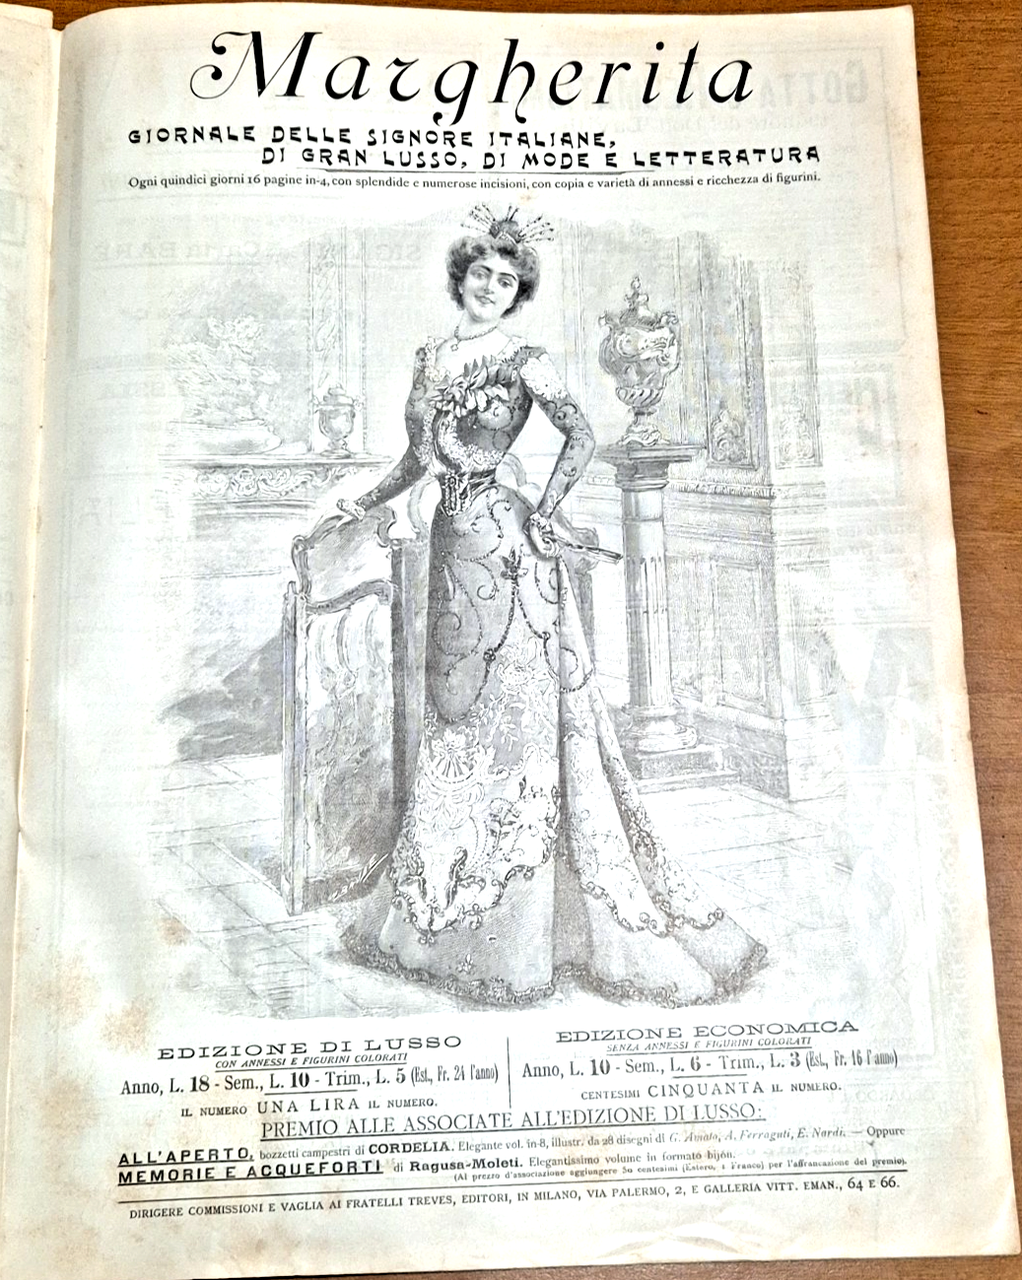 Margherita
GIORNALE DELLE SIGNORE ITALIANE,
DI GRAN LUSSO, DI MODE E LETTERATURA
Ogni quindici giorni 16 pagine in-4, con splendide e numerose incisioni, con copia e varietà di annessi e ricchezza di figurini.
EDIZIONE DI LUSSO
CON ANNESSI E FIGURINI COLORATI
Anno, L. 18 - Sem., L. 10 - Trim., L. 5 (Est., Fr. 24 l'anno)
IL NUMERO UNA LIRA IL NUMERO.
EDIZIONE ECONOMICA
SENZA ANNESSI E FIGURINI COLORATI
Anno, L. 10 - Sem., L. 6 - Trim., L. 3 (Est., Fr. 16 l'anno)
CENTESIMI CINQUANTA IL NUMERO.
PREMIO ALLE ASSOCIATE ALL'EDIZIONE DI LUSSO:
ALL'APERTO, bozzetti campestri di CORDELIA. Elegante vol. in-8, illustr. da 28 disegni di G. Amato, A. Ferraguti, E. Nardi. — Oppure
MEMORIE E ACQUEFORTI di Ragusa-Moleti. Elegantissimo volume in formato bijou.
(Al prezzo d'associazione aggiungere 50 centesimi (Estero, 1 Franco) per l'affrancazione del premio).
DIRIGERE COMMISSIONI E VAGLIA AI FRATELLI TREVES, EDITORI, IN MILANO, VIA PALERMO, 2, E GALLERIA VITT. EMAN., 64 E 66.